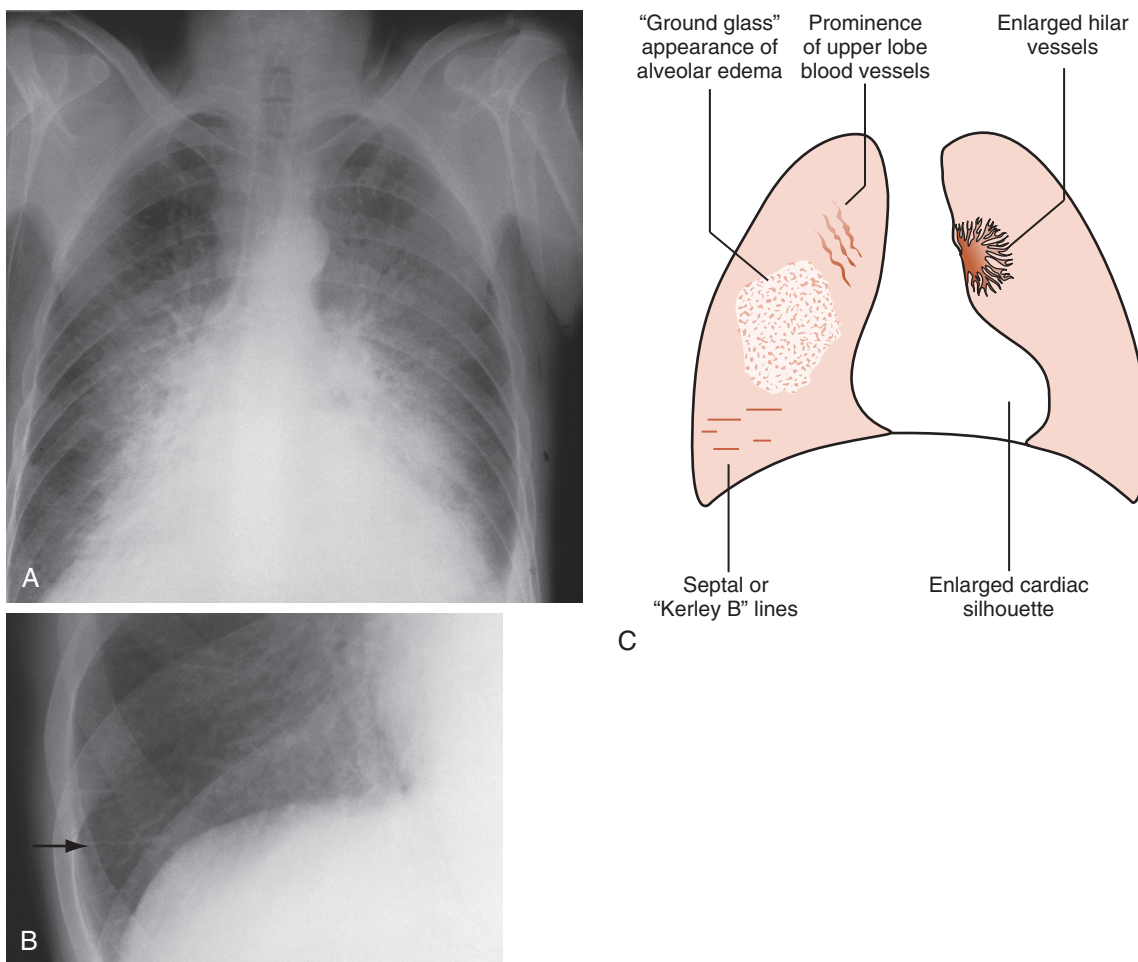 “Ground glass”
appearance of
alveolar edema
Prominence
of upper lobe
blood vessels
Enlarged hilar
vessels
A
Septal or
“Kerley B” lines
Enlarged cardiac
silhouette
C
B